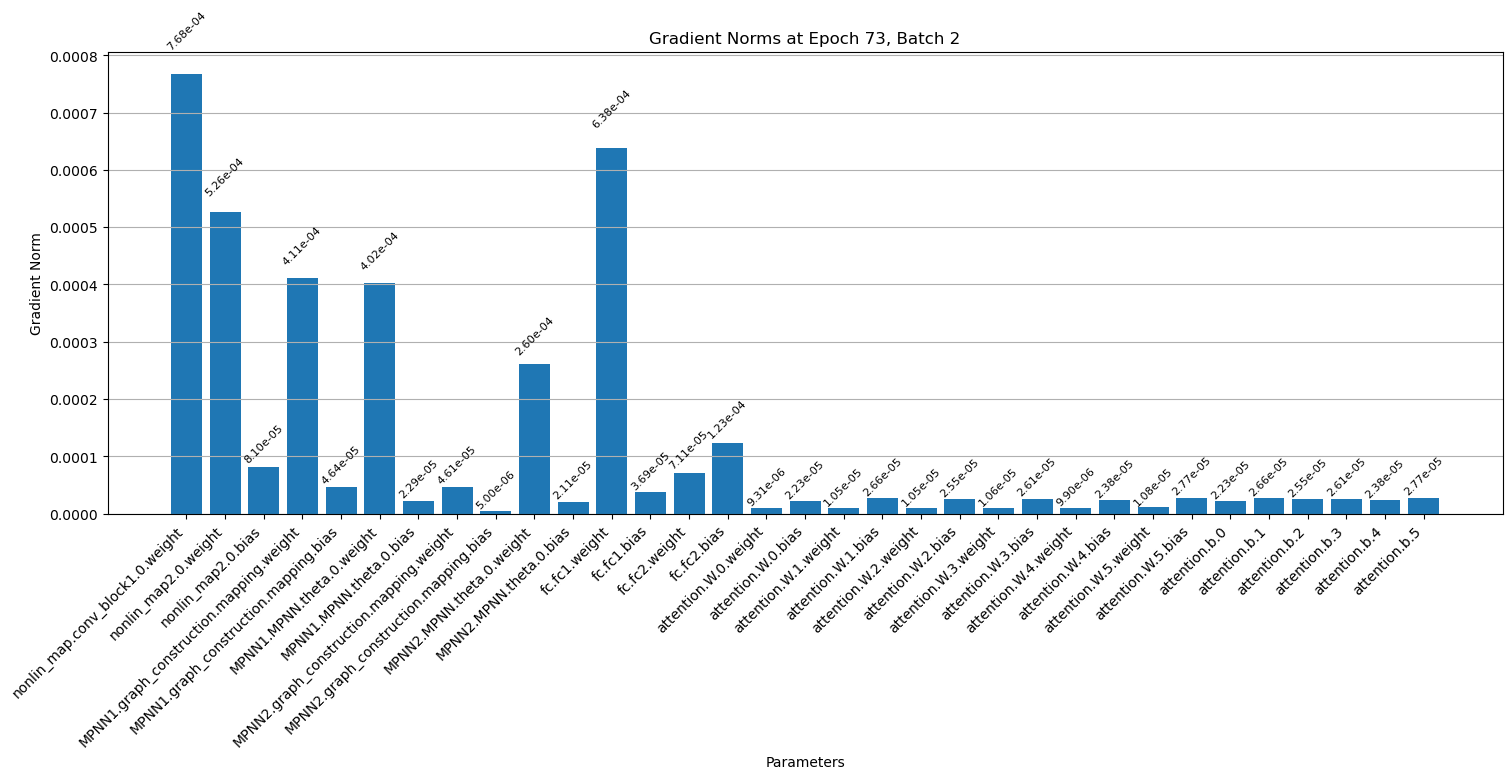 Gradient Norms at Epoch 73, Batch 2
Gradient Norm
0.0008
0.0007
0.0006
0.0005
0.0004
0.0003
0.0002
0.0001
0.0000
7.68e-04
5.26e-04
8.10e-05
4.11e-04
4.64e-05
4.02e-04
2.29e-05
4.61e-05
5.00e-06
2.60e-04
2.11e-05
6.38e-04
3.69e-05
7.11e-05
1.23e-04
9.31e-06
2.23e-05
1.05e-05
2.66e-05
1.05e-05
2.55e-05
1.06e-05
2.61e-05
9.90e-06
2.38e-05
1.08e-05
2.77e-05
2.23e-05
2.66e-05
2.55e-05
2.61e-05
2.38e-05
2.77e-05
nonlin_map.conv_block1.0.weight
nonlin_map2.0.weight
nonlin_map2.0.bias
MPNN1.graph_construction.mapping.weight
MPNN1.graph_construction.mapping.bias
MPNN1.MPNN.theta.0.weight
MPNN1.MPNN.theta.0.bias
MPNN2.graph_construction.mapping.weight
MPNN2.graph_construction.mapping.bias
MPNN2.MPNN.theta.0.weight
MPNN2.MPNN.theta.0.bias
fc.fc1.weight
fc.fc1.bias
fc.fc2.weight
fc.fc2.bias
attention.W.0.weight
attention.W.0.bias
attention.W.1.weight
attention.W.1.bias
attention.W.2.weight
attention.W.2.bias
attention.W.3.weight
attention.W.3.bias
attention.W.4.weight
attention.W.4.bias
attention.W.5.weight
attention.W.5.bias
attention.b.0
attention.b.1
attention.b.2
attention.b.3
attention.b.4
attention.b.5
Parameters